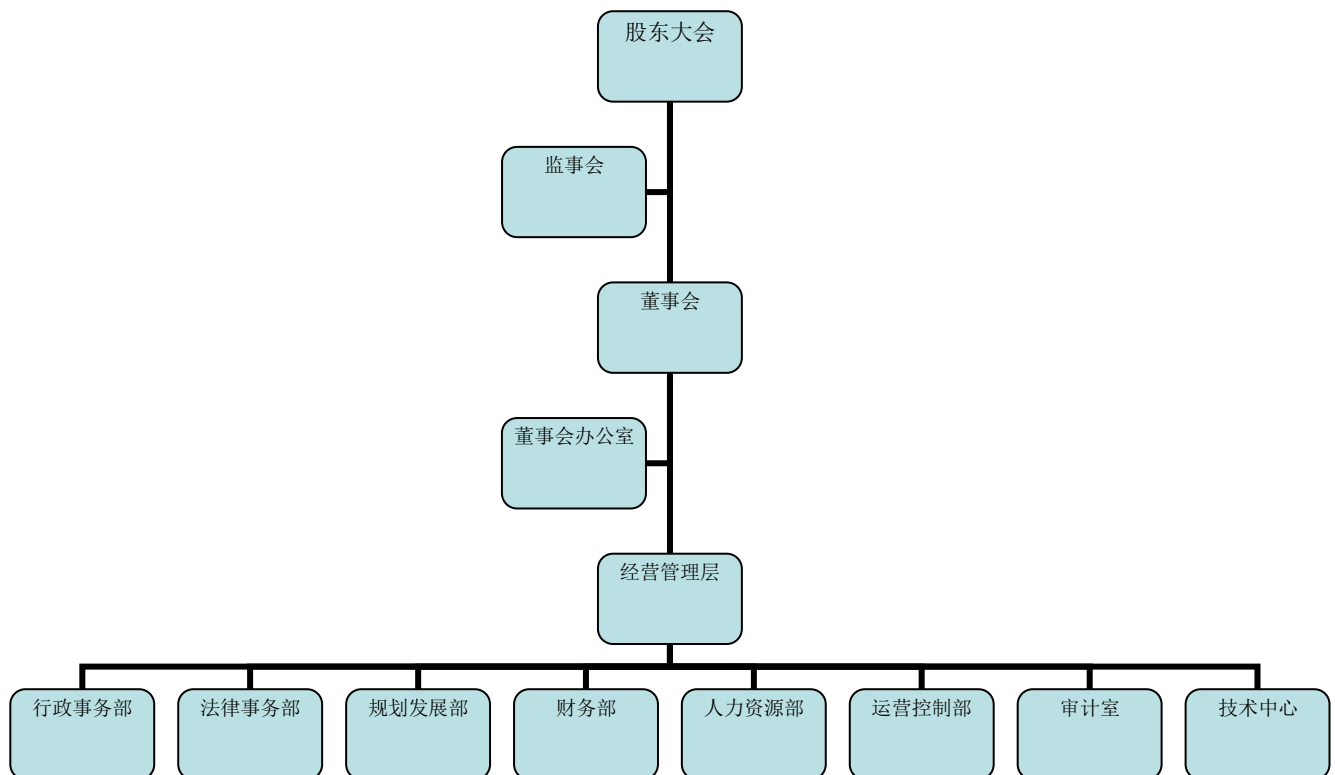 股东大会
监事会
董事会
董事会办公室
经营管理层
行政事务部
法律事务部
规划发展部
财务部
人力资源部
运营控制部
审计室
技术中心